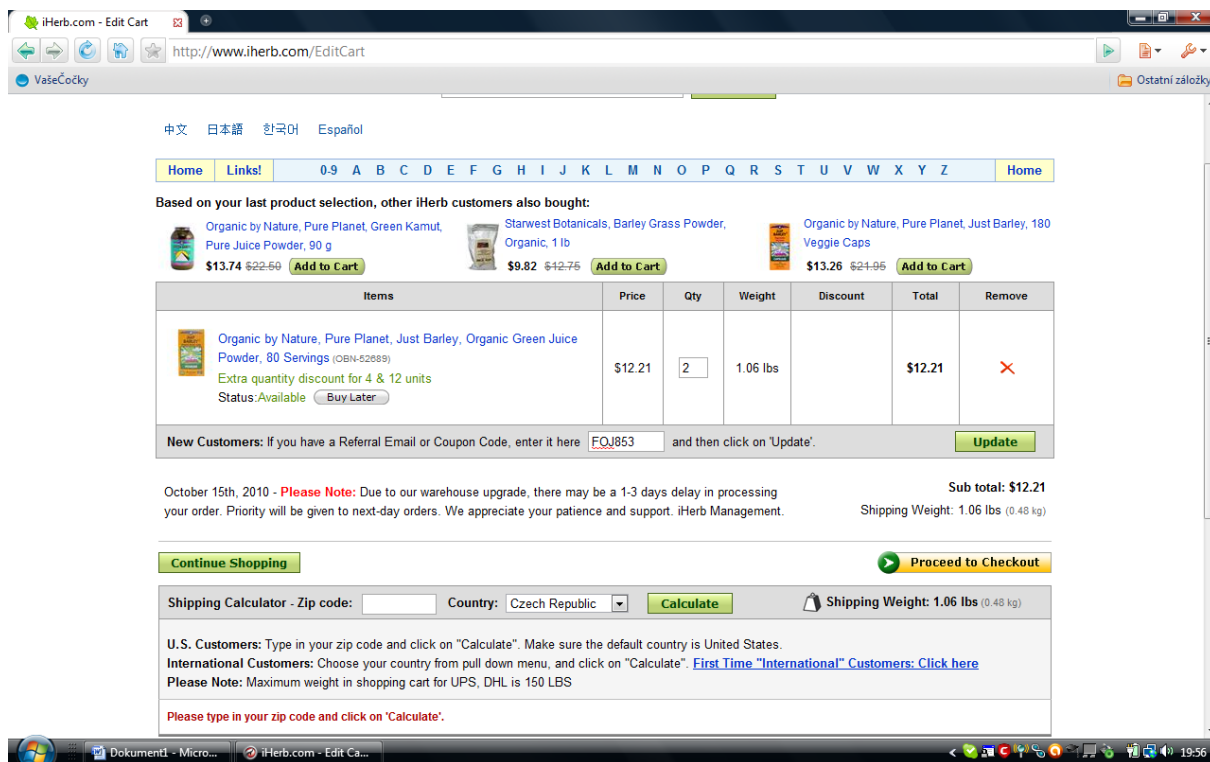 iHerb.com - Edit Cart
http://www.iherb.com/EditCart
VašeČočky
Ostatní záložky
中文 日本語 한국어 Español
Home Links! 0-9 A B C D E F G H I J K L M N O P Q R S T U V W X Y Z Home
Based on your last product selection, other iHerb customers also bought:
Organic by Nature, Pure Planet, Green Kamut,
Pure Juice Powder, 90 g
$13.74 $22.50 Add to Cart
Starwest Botanicals, Barley Grass Powder,
Organic, 1 lb
$9.82 $12.75 Add to Cart
Organic by Nature, Pure Planet, Just Barley, 180
Veggie Caps
$13.26 $21.95 Add to Cart
Items Price Qty Weight Discount Total Remove
Organic by Nature, Pure Planet, Just Barley, Organic Green Juice
Powder, 80 Servings (OBN-52689)
Extra quantity discount for 4 & 12 units
Status:Available Buy Later
$12.21 2 1.06 lbs $12.21
New Customers: If you have a Referral Email or Coupon Code, enter it here FOJ853 and then click on 'Update'. Update
October 15th, 2010 - Please Note: Due to our warehouse upgrade, there may be a 1-3 days delay in processing
your order. Priority will be given to next-day orders. We appreciate your patience and support. iHerb Management.
Sub total: $12.21
Shipping Weight: 1.06 lbs (0.48 kg)
Continue Shopping Proceed to Checkout
Shipping Calculator - Zip code: Country: Czech Republic Calculate Shipping Weight: 1.06 lbs (0.48 kg)
U.S. Customers: Type in your zip code and click on "Calculate". Make sure the default country is United States.
International Customers: Choose your country from pull down menu, and click on "Calculate". First Time "International" Customers: Click here
Please Note: Maximum weight in shopping cart for UPS, DHL is 150 LBS
Please type in your zip code and click on 'Calculate'.
Dokument1 - Micro... iHerb.com - Edit Ca... 19:56